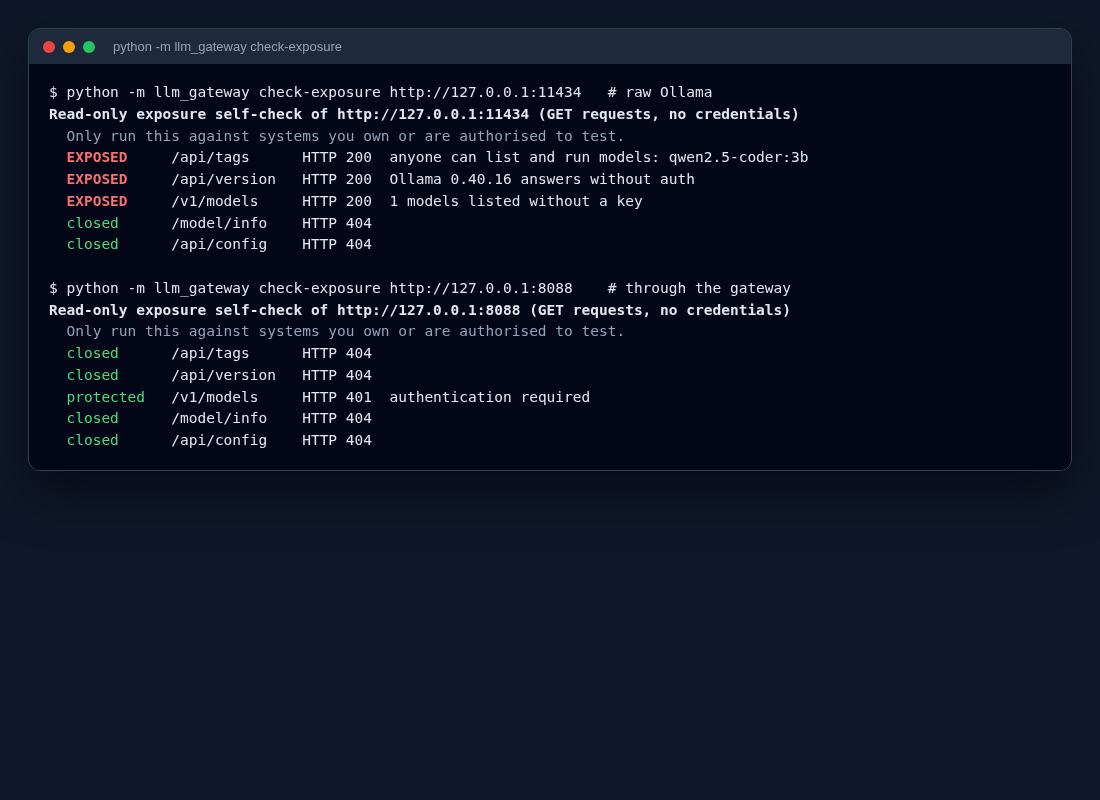 python -m llm_gateway check-exposure
$ python -m llm_gateway check-exposure http://127.0.0.1:11434   # raw Ollama
Read-only exposure self-check of http://127.0.0.1:11434 (GET requests, no credentials)
  Only run this against systems you own or are authorised to test.
  EXPOSED     /api/tags      HTTP 200  anyone can list and run models: qwen2.5-coder:3b
  EXPOSED     /api/version   HTTP 200  Ollama 0.40.16 answers without auth
  EXPOSED     /v1/models     HTTP 200  1 models listed without a key
  closed      /model/info    HTTP 404
  closed      /api/config    HTTP 404
$ python -m llm_gateway check-exposure http://127.0.0.1:8088    # through the gateway
Read-only exposure self-check of http://127.0.0.1:8088 (GET requests, no credentials)
  Only run this against systems you own or are authorised to test.
  closed      /api/tags      HTTP 404
  closed      /api/version   HTTP 404
  protected   /v1/models     HTTP 401  authentication required
  closed      /model/info    HTTP 404
  closed      /api/config    HTTP 404